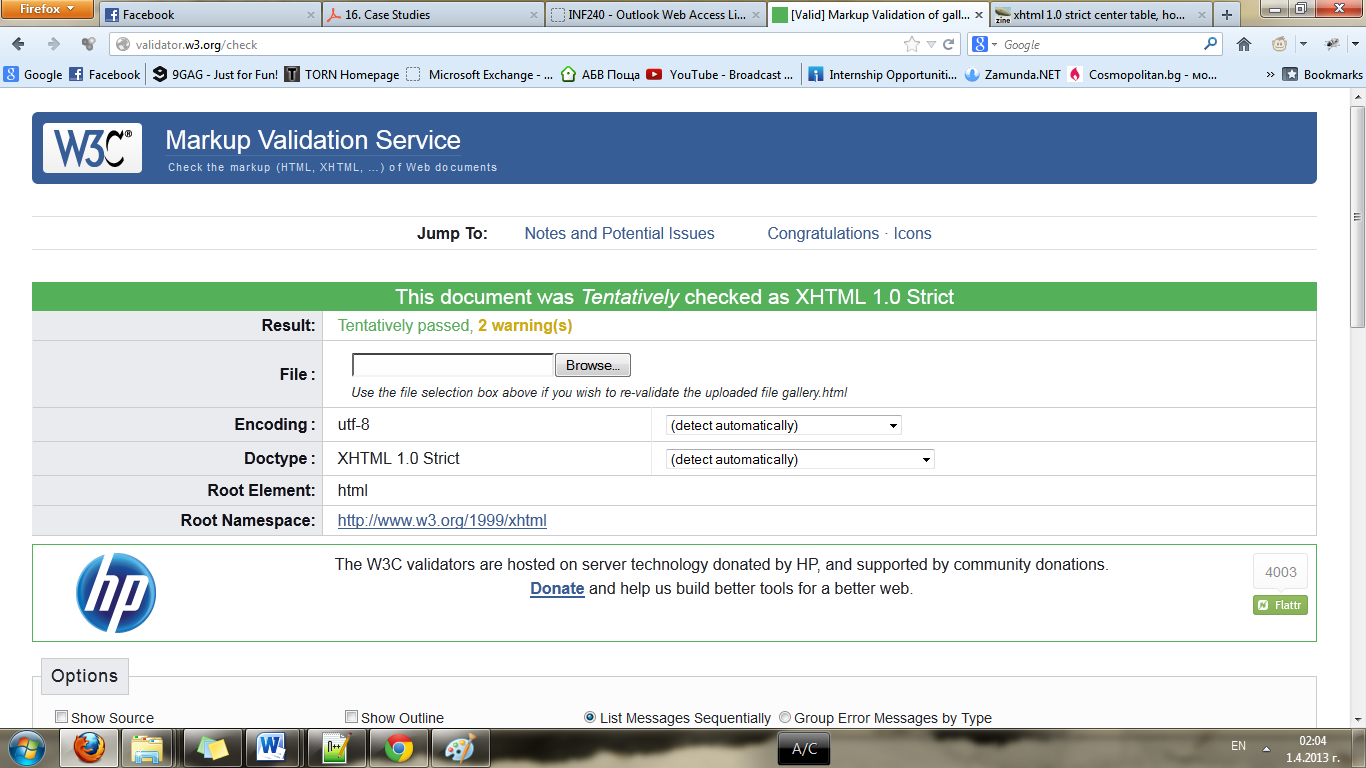 Firefox
Facebook
16. Case Studies
INF240 - Outlook Web Access Li...
[Valid] Markup Validation of gall...
xhtml 1.0 strict center table, ho...
validator.w3.org/check
Google
Google
Facebook
9GAG - Just for Fun!
TORN Homepage
Microsoft Exchange - ...
АБВ Поща
YouTube - Broadcast ...
Internship Opportuniti...
Zamunda.NET
Cosmopolitan.bg - мо...
»
Bookmarks
W3C®
Markup Validation Service
Check the markup (HTML, XHTML, …) of Web documents
Jump To: Notes and Potential Issues Congratulations · Icons
This document was Tentatively checked as XHTML 1.0 Strict
Result: Tentatively passed, 2 warning(s)
File : Browse...
Use the file selection box above if you wish to re-validate the uploaded file gallery.html
Encoding : utf-8 (detect automatically)
Doctype : XHTML 1.0 Strict (detect automatically)
Root Element: html
Root Namespace: http://www.w3.org/1999/xhtml
hp
The W3C validators are hosted on server technology donated by HP, and supported by community donations.
Donate and help us build better tools for a better web.
4003
Flattr
Options
Show Source Show Outline List Messages Sequentially Group Error Messages by Type
A/C
EN
02:04
1.4.2013 г.